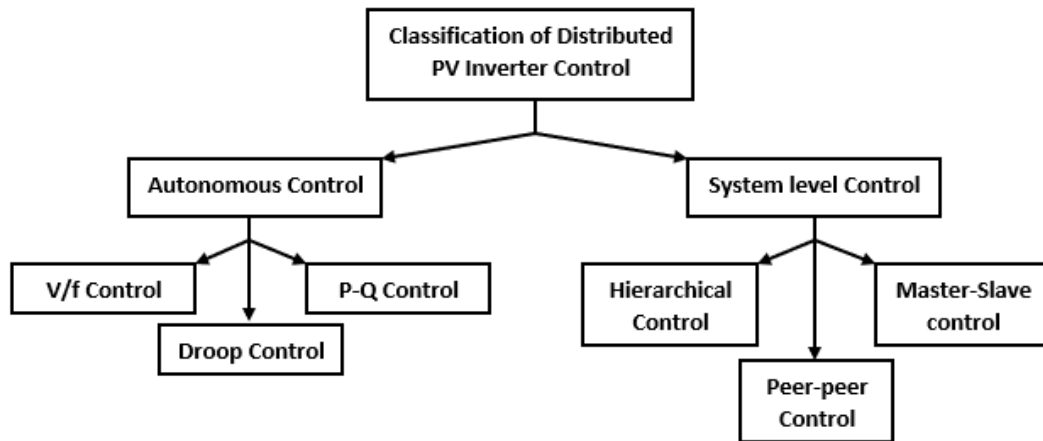 Classification of Distributed
PV Inverter Control
Autonomous Control
System level Control
V/f Control
P-Q Control
Droop Control
Hierarchical
Control
Master-Slave
control
Peer-peer
Control